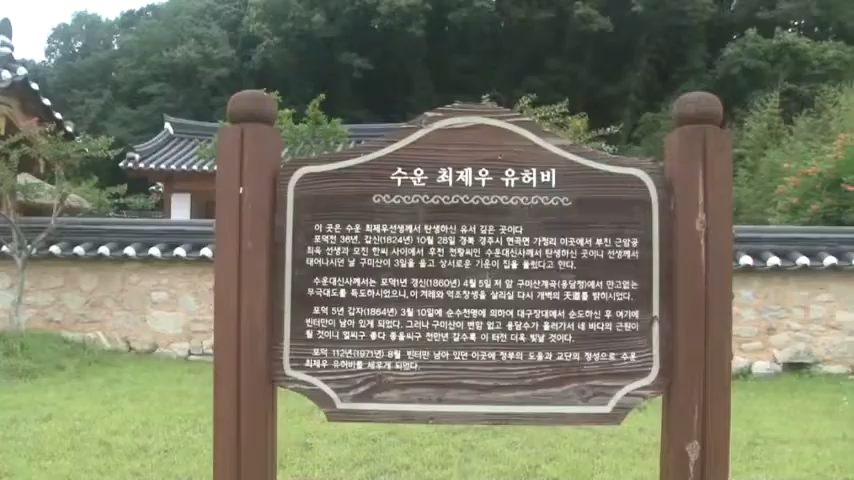 수운 최제우 유허비
이 곳은 수운 최제우선생께서 탄생하신 유서 깊은 곳이다
포덕전 36년, 갑신(1824년) 10월 28일 경북 경주시 현곡면 가정리 이곳에서 부친 근암공
최옥 선생과 모친 한씨 사이에서 탄생하신 곳이니 선생께서
태어나시던 날 구미산이 3일을 울고 상서로운 기운이 집을 둘렀다고 한다.
수운대신사께서는 포덕1년 경신(1860년) 4월 5일 저 앞 구미산계곡(용담정)에서 만고없는
무극대도를 득도하시었으니, 이 겨레와 억조창생을 살리실 다시 개벽의 天道를 밝히시었다.
포덕 5년 갑자(1864년) 3월 10일에 순수천명에 의하여 대구장대에서 순도하신 후 여기에
빈터만이 남아 있게 되었다. 그러나 구미산이 변함 없고 용담수가 흘러가서 네 바다의 근원이
될 것이니 얼씨구 좋다 좋을씨구 천만년 갈수록 이 터전 더욱 빛날 것이다.
포덕 112년(1971년) 8월 빈터만 남아 있던 이곳에 정부의 도움과 교단의 정성으로 수운
최제우 유허비를 세우게 되었다.